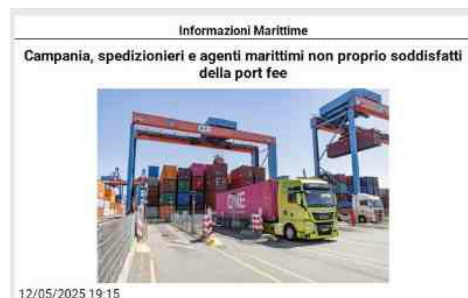 Informazioni Marittime
Campania, spedizionieri e agenti marittimi non proprio soddisfatti
della port fee
ONE
12/05/2025 19:15